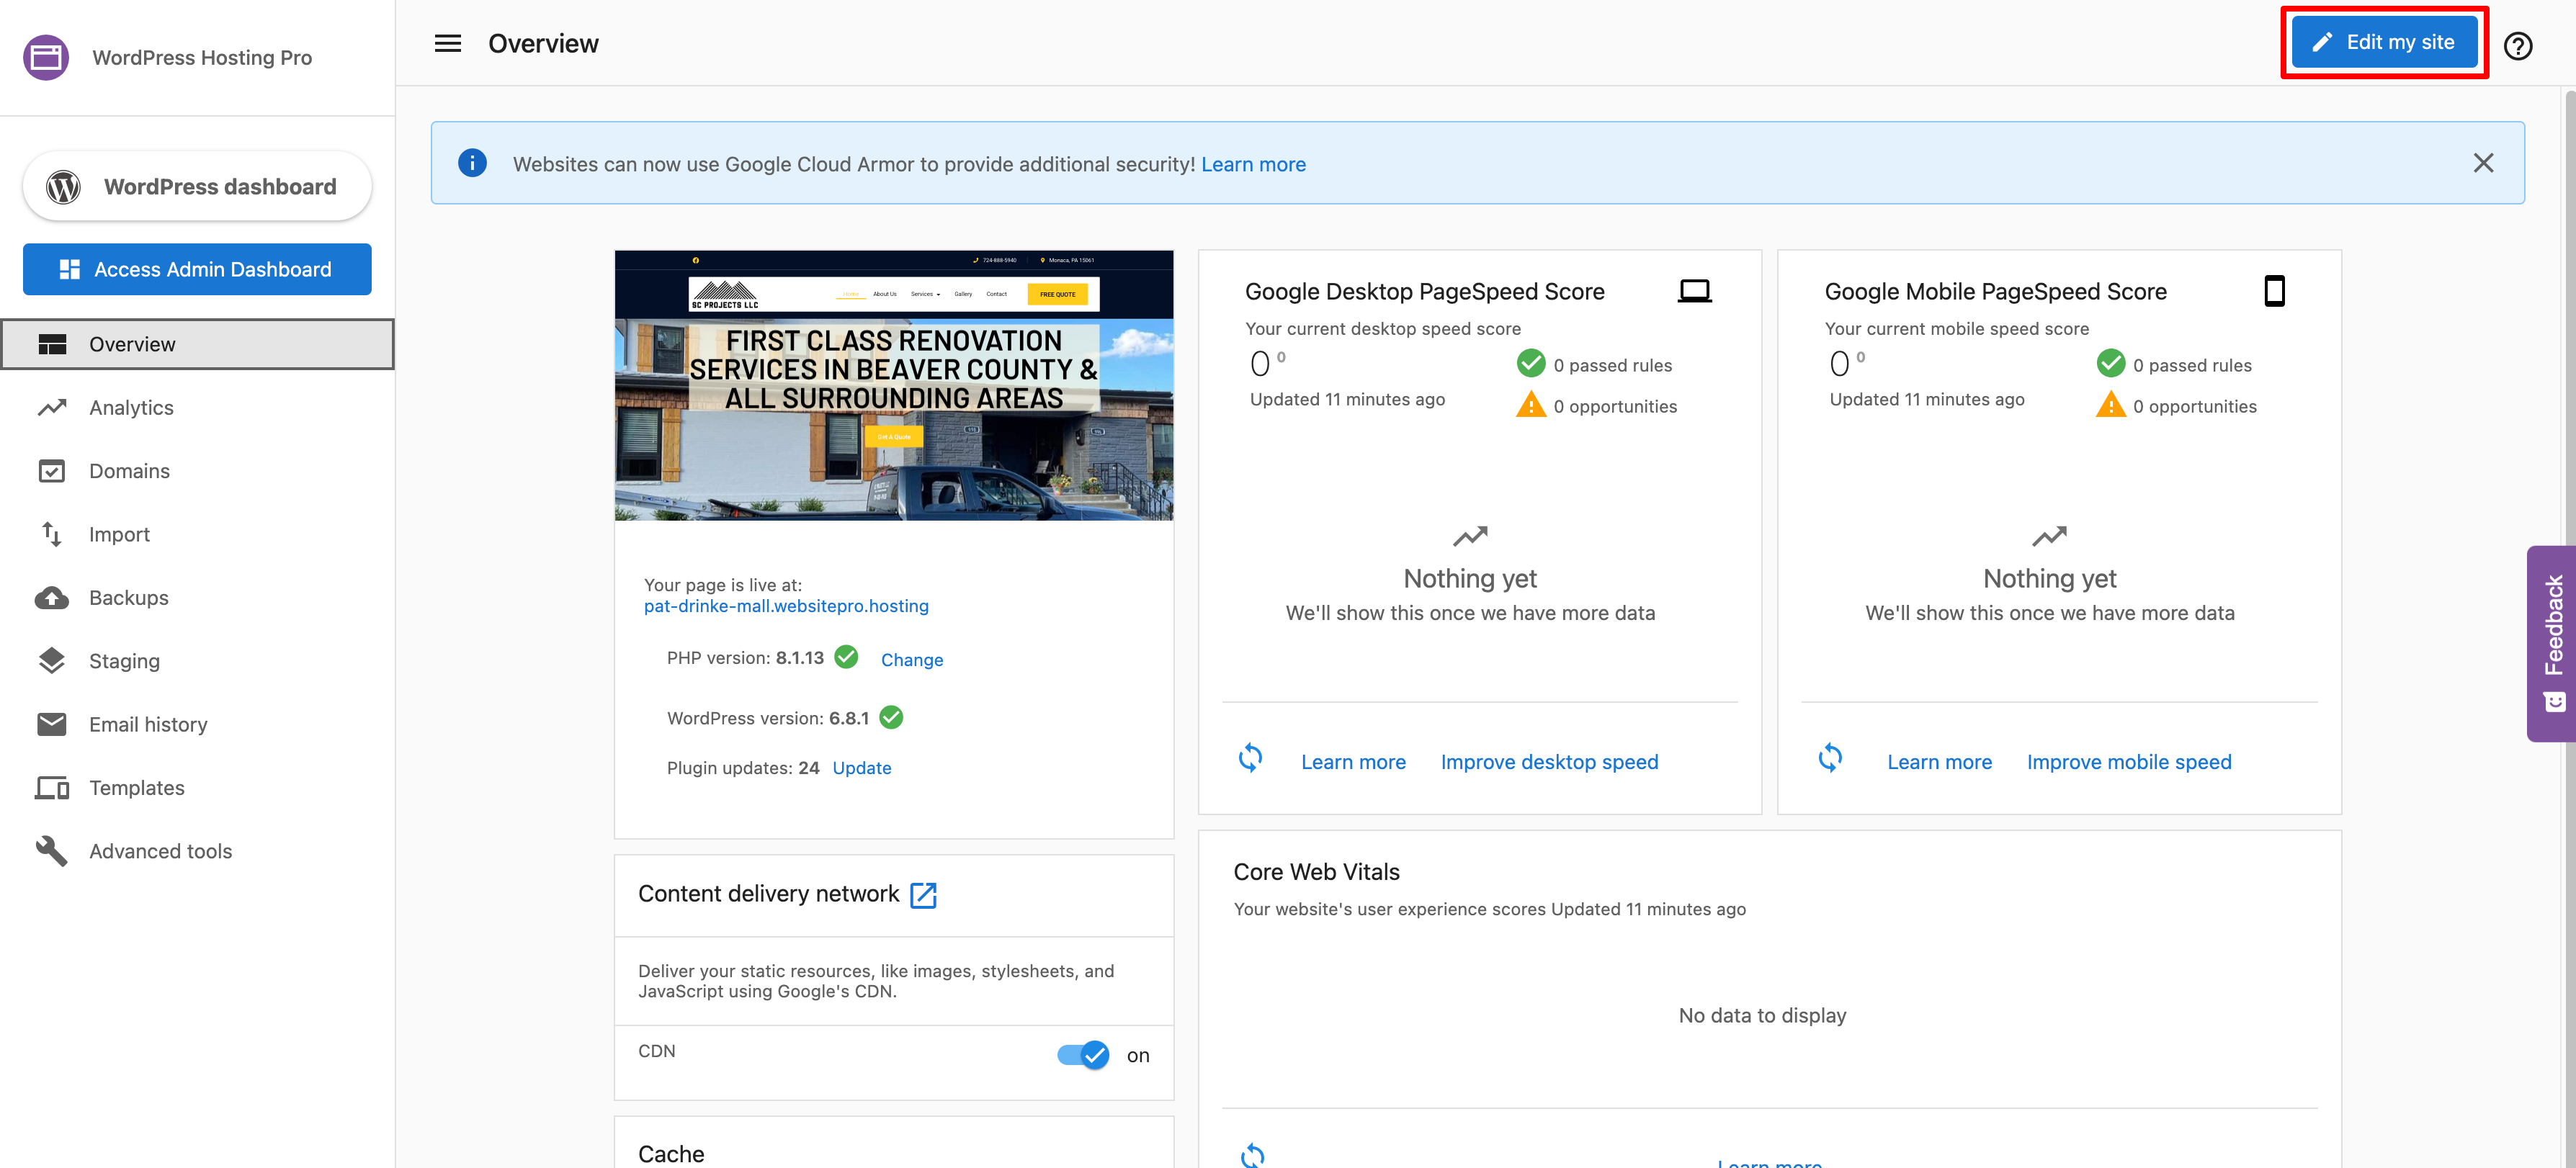 WordPress Hosting Pro
Overview
Edit my site
WordPress dashboard
Access Admin Dashboard
Overview
Analytics
Domains
Import
Backups
Staging
Email history
Templates
Advanced tools
Websites can now use Google Cloud Armor to provide additional security! Learn more
724-888-5940
Monaca, PA 15061
SC PROJECTS LLC
Home
About Us
Services
Gallery
Contact
FREE QUOTE
FIRST CLASS RENOVATION
SERVICES IN BEAVER COUNTY &
ALL SURROUNDING AREAS
Get A Quote
Your page is live at:
pat-drinke-mall.websitepro.hosting
PHP version: 8.1.13
Change
WordPress version: 6.8.1
Plugin updates: 24 Update
Content delivery network
Deliver your static resources, like images, stylesheets, and
JavaScript using Google's CDN.
CDN
on
Cache
Google Desktop PageSpeed Score
Your current desktop speed score
0 0
0 passed rules
Updated 11 minutes ago
0 opportunities
Nothing yet
We'll show this once we have more data
Learn more
Improve desktop speed
Google Mobile PageSpeed Score
Your current mobile speed score
0 0
0 passed rules
Updated 11 minutes ago
0 opportunities
Nothing yet
We'll show this once we have more data
Learn more
Improve mobile speed
Core Web Vitals
Your website's user experience scores Updated 11 minutes ago
No data to display
Learn more
Feedback